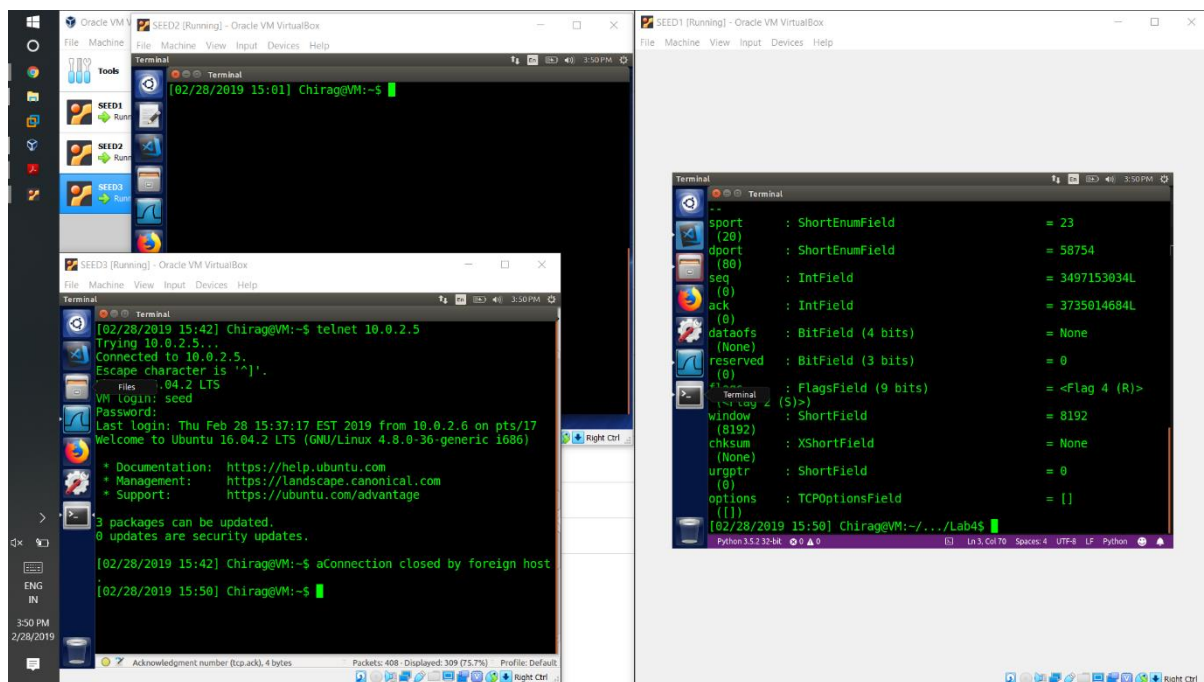 Oracle VM V
File Machine
Tools
SEED1
Runn
SEED2
Runn
SEED3
Runn
SEED2 [Running] - Oracle VM VirtualBox
File Machine View Input Devices Help
Terminal
En 3:50 PM
Terminal
[02/28/2019 15:01] Chirag@VM:~$
Right Ctrl
SEED3 [Running] - Oracle VM VirtualBox
File Machine View Input Devices Help
Terminal
En 3:50 PM
Terminal
[02/28/2019 15:42] Chirag@VM:~$ telnet 10.0.2.5
Trying 10.0.2.5...
Connected to 10.0.2.5.
Escape character is '^]'.
Files .04.2 LTS
VM login: seed
Password:
Last login: Thu Feb 28 15:37:17 EST 2019 from 10.0.2.6 on pts/17
Welcome to Ubuntu 16.04.2 LTS (GNU/Linux 4.8.0-36-generic i686)
* Documentation: https://help.ubuntu.com
* Management: https://landscape.canonical.com
* Support: https://ubuntu.com/advantage
3 packages can be updated.
0 updates are security updates.
[02/28/2019 15:42] Chirag@VM:~$ aConnection closed by foreign host
.
[02/28/2019 15:50] Chirag@VM:~$
Acknowledgment number (tcp.ack), 4 bytes Packets: 408 · Displayed: 309 (75.7%) Profile: Default
Right Ctrl
ENG
IN
3:50 PM
2/28/2019
SEED1 [Running] - Oracle VM VirtualBox
File Machine View Input Devices Help
Terminal
En 3:50 PM
Terminal
--
sport : ShortEnumField = 23
(20)
dport : ShortEnumField = 58754
(80)
seq : IntField = 3497153034L
(0)
ack : IntField = 3735014684L
(0)
dataofs : BitField (4 bits) = None
(None)
reserved : BitField (3 bits) = 0
(0)
flags : FlagsField (9 bits) = <Flag 4 (R)>
(<Flag 2 (S)>)
Terminal
window : ShortField = 8192
(8192)
chksum : XShortField = None
(None)
urgptr : ShortField = 0
(0)
options : TCPOptionsField = []
([])
[02/28/2019 15:50] Chirag@VM:~/.../Lab4$
Python 3.5.2 32-bit 0 0 Ln 3, Col 70 Spaces: 4 UTF-8 LF Python
Right Ctrl